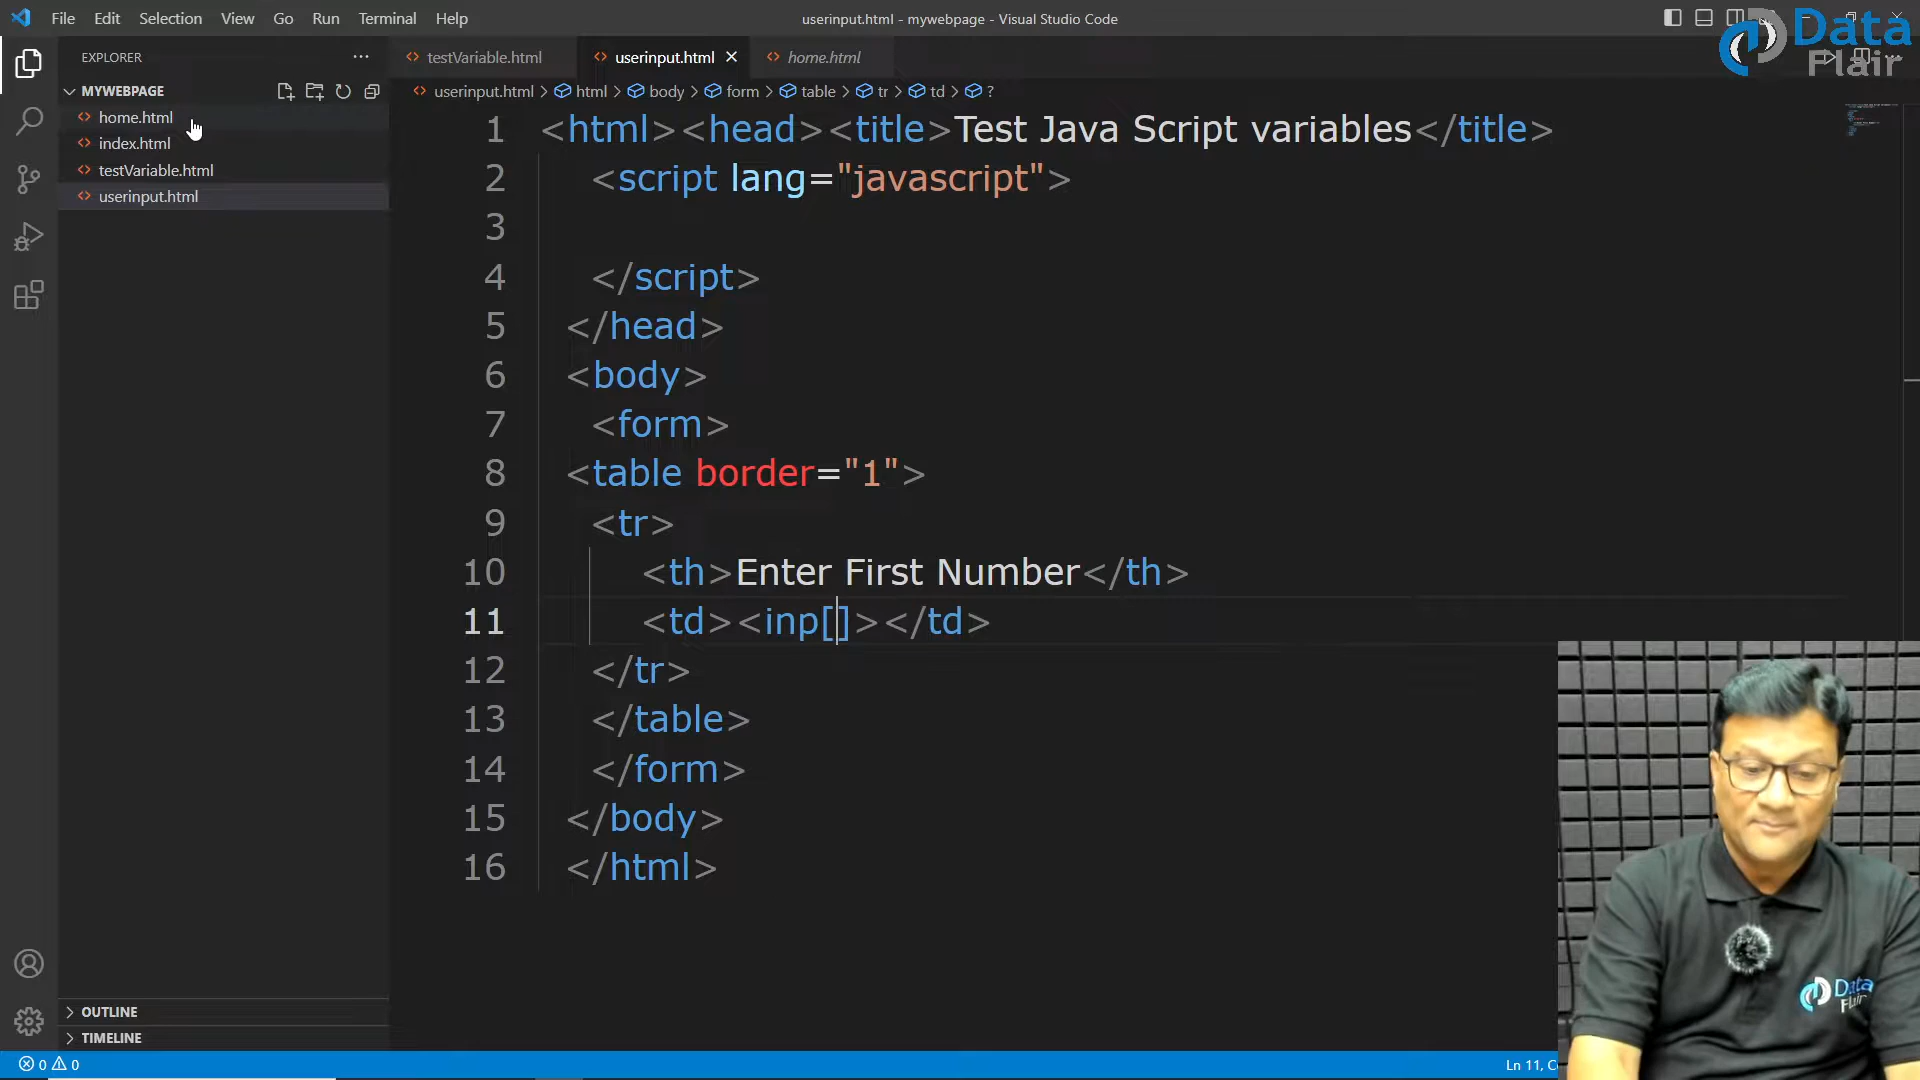 File Edit Selection View Go Run Terminal Help
userinput.html - mywebpage - Visual Studio Code
Data
Flair
EXPLORER
testVariable.html
userinput.html
home.html
MYWEBPAGE
userinput.html > html > body > form > table > tr > td > ?
home.html
index.html
testVariable.html
userinput.html
1 <html><head><title>Test Java Script variables</title>
2 <script lang="javascript">
3
4 </script>
5 </head>
6 <body>
7 <form>
8 <table border="1">
9 <tr>
10 <th>Enter First Number</th>
11 <td><inp[]></td>
12 </tr>
13 </table>
14 </form>
15 </body>
16 </html>
Data
Flair
OUTLINE
TIMELINE
0 0
Ln 11, C